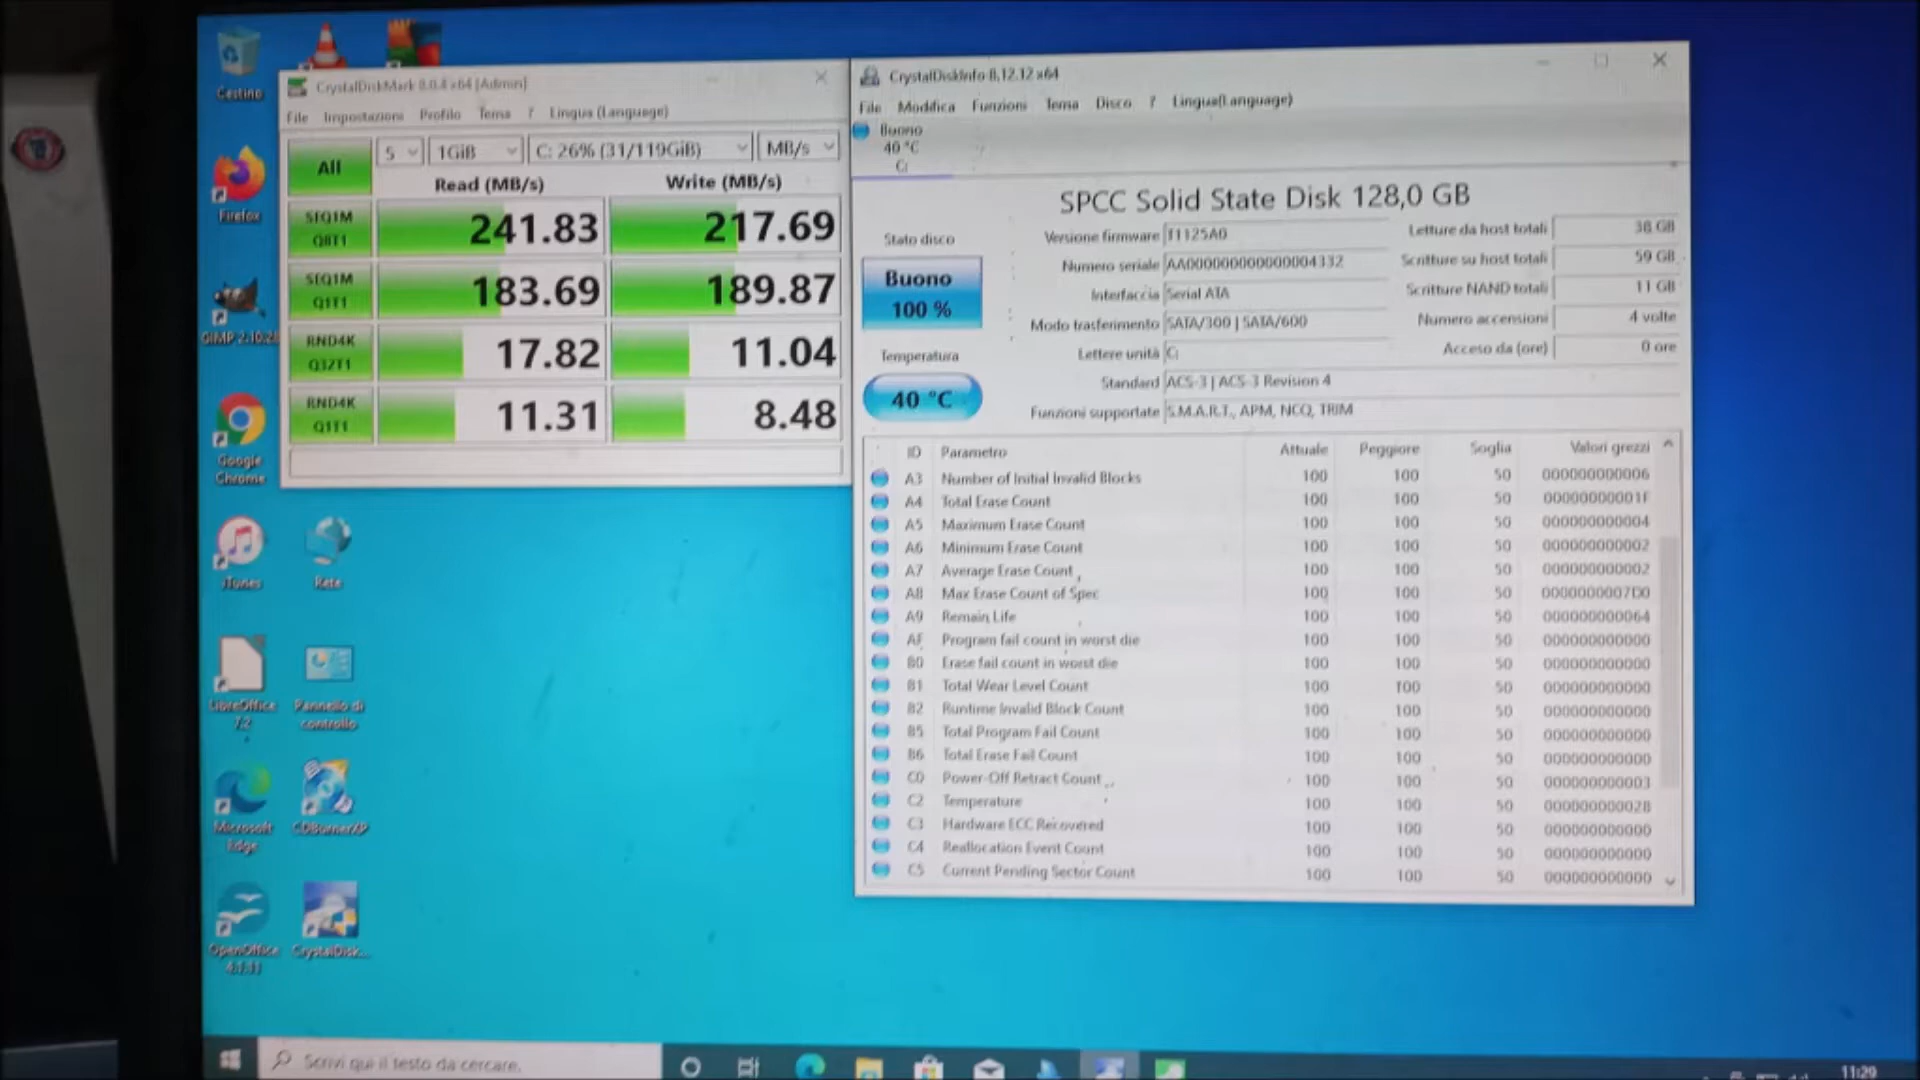 Cestino
Firefox
GIMP 2.10.28
Google
Chrome
iTunes
Rete
LibreOffice
7.2
Pannello di
controllo
Microsoft
Edge
CDBurnerXP
OpenOffice
4.1.11
CrystalDisk...
CrystalDiskMark 8.0.4 x64 [Admin]
File Impostazioni Profilo Tema ? Lingua (Language)
All 5 1GiB C: 26% (31/119GiB) MB/s
Read (MB/s) Write (MB/s)
SEQ1M
Q8T1 241.83 217.69
SEQ1M
Q1T1 183.69 189.87
RND4K
Q32T1 17.82 11.04
RND4K
Q1T1 11.31 8.48
CrystalDiskInfo 8.12.12 x64
File Modifica Funzioni Tema Disco ? Lingua(Language)
Buono
40 °C
C:
SPCC Solid State Disk 128,0 GB
Stato disco
Buono
100 %
Temperatura
40 °C
Versione firmware T1125A0
Numero seriale AA00000000000004332
Interfaccia Serial ATA
Modo trasferimento SATA/300 | SATA/600
Lettere unità C:
Standard ACS-3 | ACS-3 Revision 4
Funzioni supportate S.M.A.R.T., APM, NCQ, TRIM
Letture da host totali 38 GB
Scritture su host totali 59 GB
Scritture NAND totali 11 GB
Numero accensioni 4 volte
Acceso da (ore) 0 ore
ID Parametro Attuale Peggiore Soglia Valori grezzi
A3 Number of Initial Invalid Blocks 100 100 50 000000000006
A4 Total Erase Count 100 100 50 00000000001F
A5 Maximum Erase Count 100 100 50 000000000004
A6 Minimum Erase Count 100 100 50 000000000002
A7 Average Erase Count 100 100 50 000000000002
A8 Max Erase Count of Spec 100 100 50 0000000007D0
A9 Remain Life 100 100 50 000000000064
AF Program fail count in worst die 100 100 50 000000000000
B0 Erase fail count in worst die 100 100 50 000000000000
B1 Total Wear Level Count 100 100 50 000000000000
B2 Runtime Invalid Block Count 100 100 50 000000000000
B5 Total Program Fail Count 100 100 50 000000000000
B6 Total Erase Fail Count 100 100 50 000000000000
C0 Power-Off Retract Count 100 100 50 000000000003
C2 Temperature 100 100 50 000000000028
C3 Hardware ECC Recovered 100 100 50 000000000000
C4 Reallocation Event Count 100 100 50 000000000000
C5 Current Pending Sector Count 100 100 50 000000000000
Scrivi qui il testo da cercare.
11:29